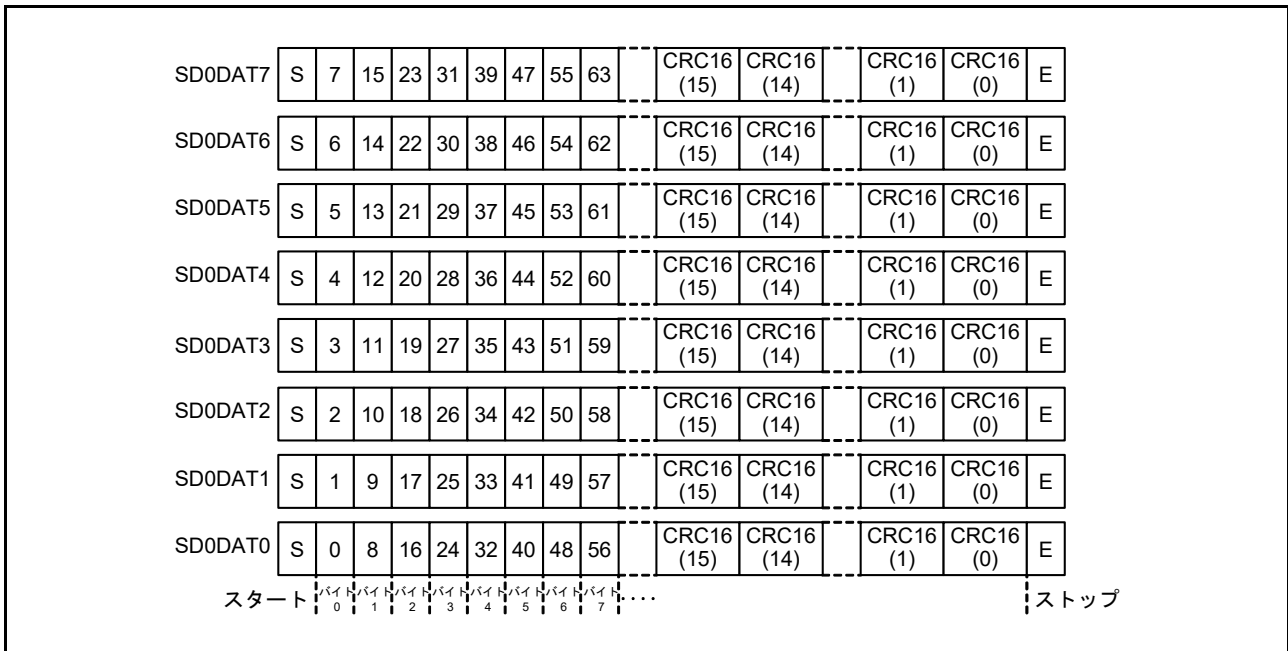 SD0DAT7 S 7 15 23 31 39 47 55 63 CRC16 (15) CRC16 (14) CRC16 (1) CRC16 (0) E
SD0DAT6 S 6 14 22 30 38 46 54 62 CRC16 (15) CRC16 (14) CRC16 (1) CRC16 (0) E
SD0DAT5 S 5 13 21 29 37 45 53 61 CRC16 (15) CRC16 (14) CRC16 (1) CRC16 (0) E
SD0DAT4 S 4 12 20 28 36 44 52 60 CRC16 (15) CRC16 (14) CRC16 (1) CRC16 (0) E
SD0DAT3 S 3 11 19 27 35 43 51 59 CRC16 (15) CRC16 (14) CRC16 (1) CRC16 (0) E
SD0DAT2 S 2 10 18 26 34 42 50 58 CRC16 (15) CRC16 (14) CRC16 (1) CRC16 (0) E
SD0DAT1 S 1 9 17 25 33 41 49 57 CRC16 (15) CRC16 (14) CRC16 (1) CRC16 (0) E
SD0DAT0 S 0 8 16 24 32 40 48 56 CRC16 (15) CRC16 (14) CRC16 (1) CRC16 (0) E
スタート バイト0 バイト1 バイト2 バイト3 バイト4 バイト5 バイト6 バイト7 ···· ストップ